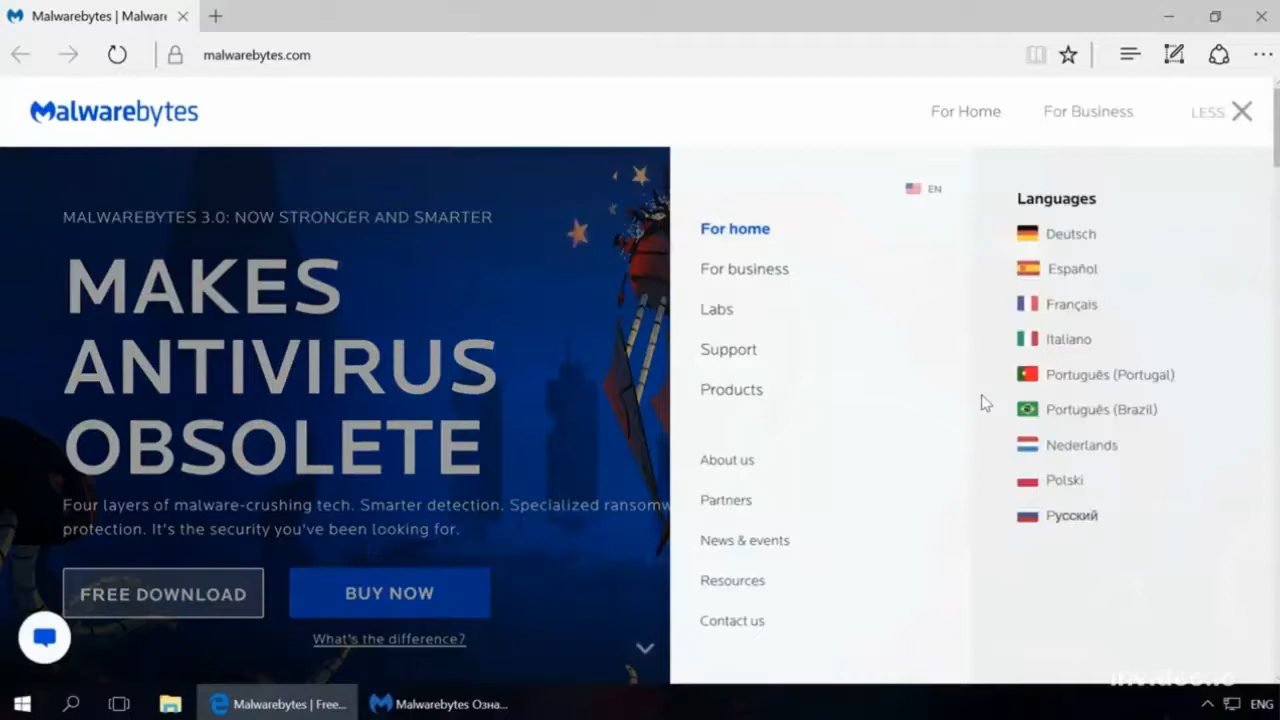 Malwarebytes | Malware
malwarebytes.com
Malwarebytes
For Home
For Business
LESS
MALWAREBYTES 3.0: NOW STRONGER AND SMARTER
MAKES
ANTIVIRUS
OBSOLETE
Four layers of malware-crushing tech. Smarter detection. Specialized ransomw
protection. It's the security you've been looking for.
FREE DOWNLOAD
BUY NOW
What's the difference?
EN
For home
For business
Labs
Support
Products
About us
Partners
News & events
Resources
Contact us
Languages
Deutsch
Español
Français
Italiano
Português (Portugal)
Português (Brazil)
Nederlands
Polski
Русский
Malwarebytes | Free...
Malwarebytes Озна...
ENG